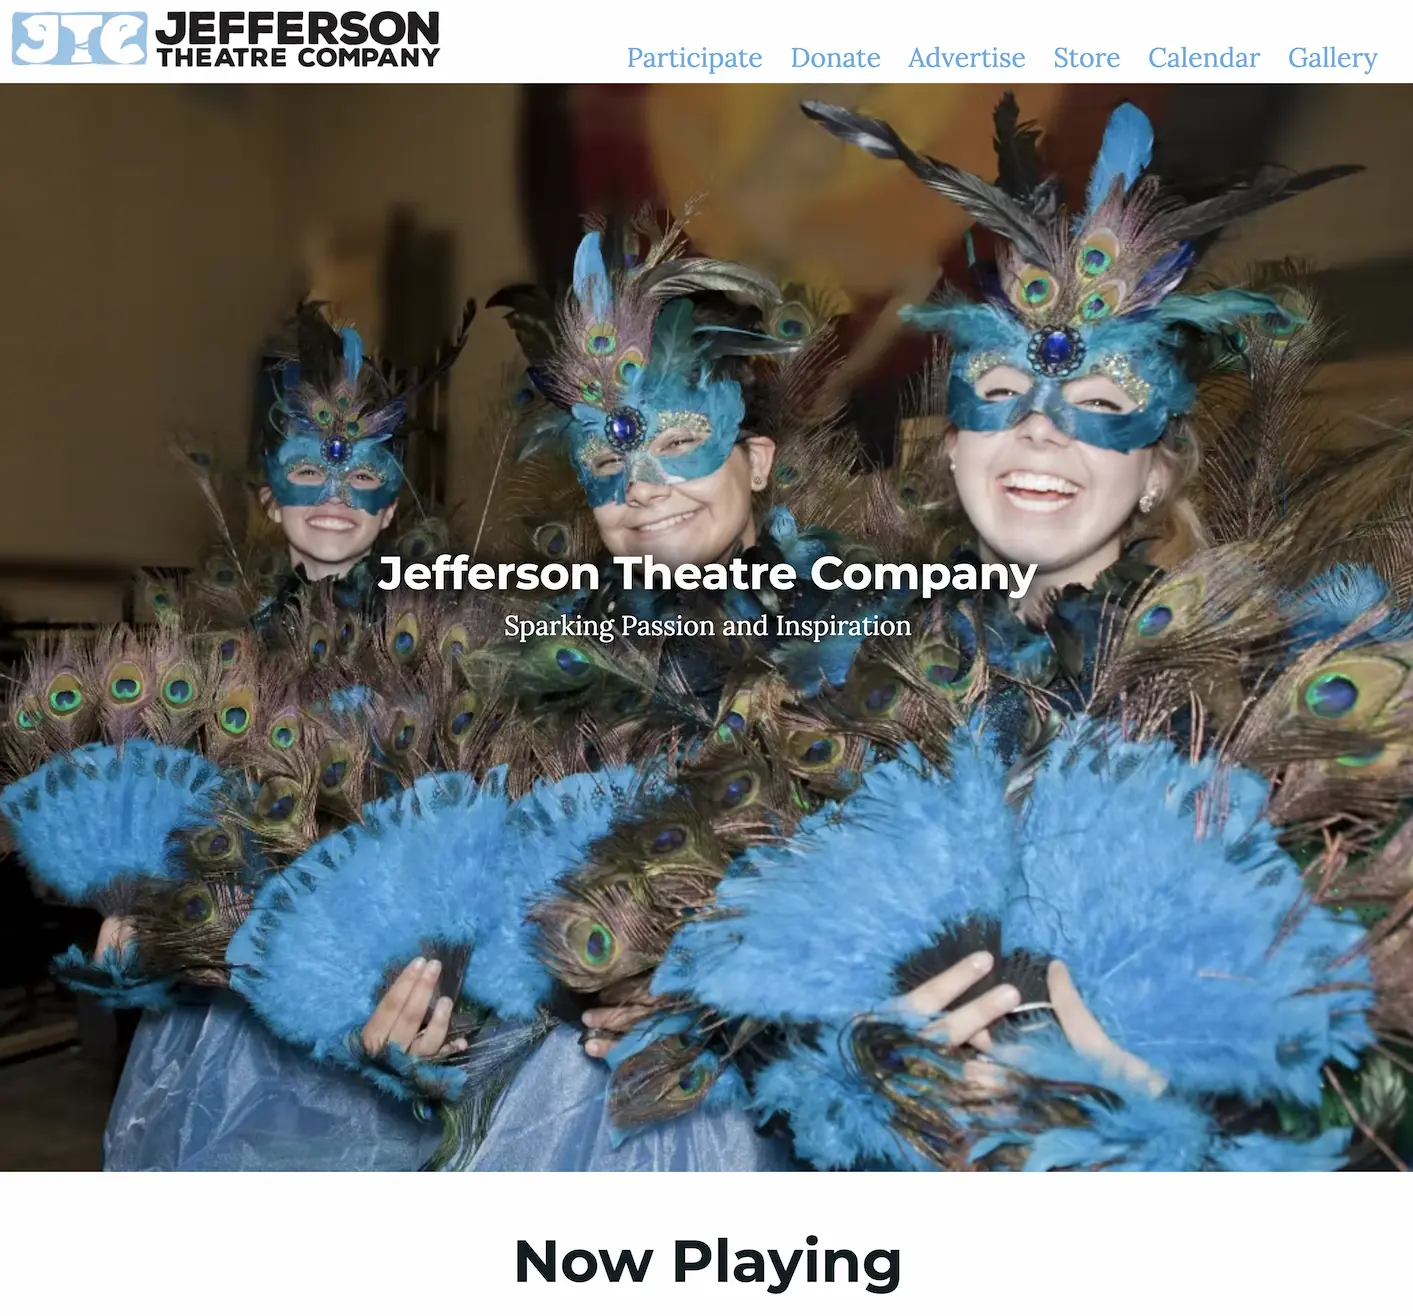 JTC JEFFERSON
THEATRE COMPANY
Participate Donate Advertise Store Calendar Gallery
Jefferson Theatre Company
Sparking Passion and Inspiration
Now Playing